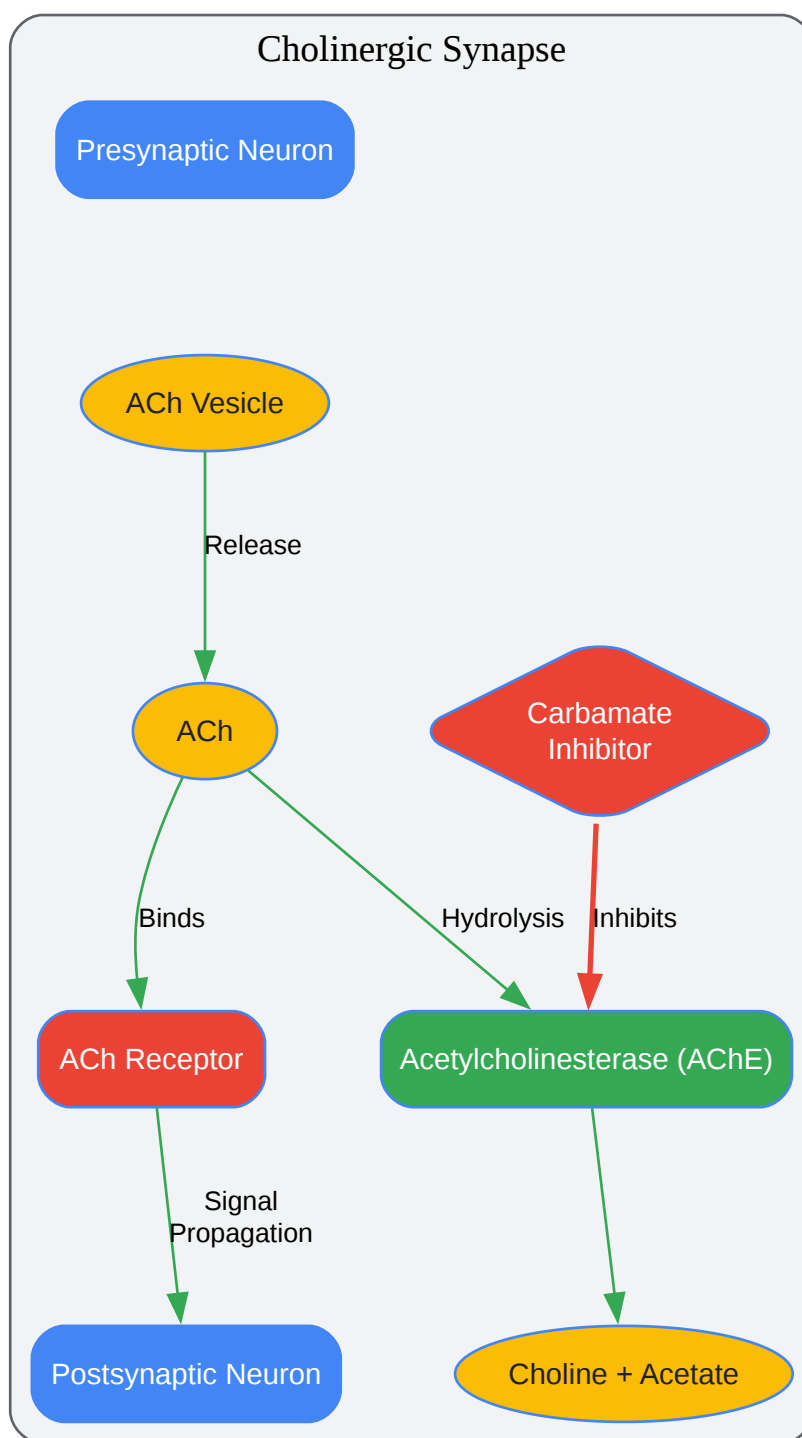 Cholinergic Synapse
Presynaptic Neuron
ACh Vesicle
Release
ACh
Carbamate
Inhibitor
Binds
Hydrolysis
Inhibits
ACh Receptor
Acetylcholinesterase (AChE)
Signal
Propagation
Postsynaptic Neuron
Choline + Acetate